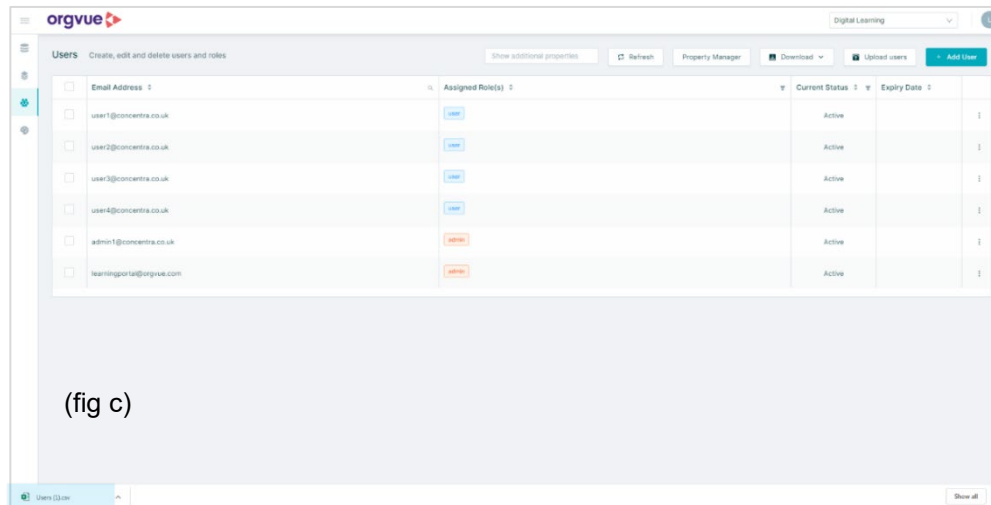 orgvue
Digital Learning
Users Create, edit and delete users and roles
Show additional properties
Refresh
Property Manager
Download
Upload users
+ Add User
Email Address
Assigned Role(s)
Current Status
Expiry Date
user1@concentra.co.uk user Active
user2@concentra.co.uk user Active
user3@concentra.co.uk user Active
user4@concentra.co.uk user Active
admin1@concentra.co.uk admin Active
learningportal@orgvue.com admin Active
(fig c)
Users (1).csv
Show all